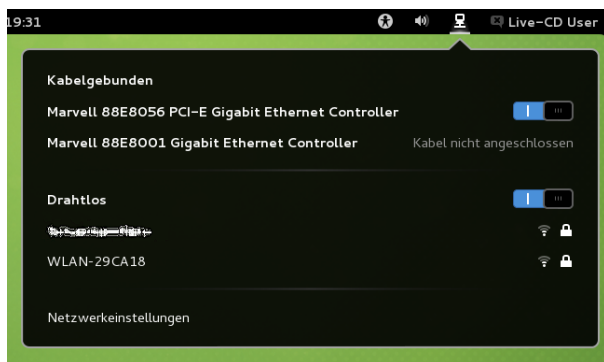 19:31 Live-CD User
Kabelgebunden
Marvell 88E8056 PCI-E Gigabit Ethernet Controller
Marvell 88E8001 Gigabit Ethernet Controller Kabel nicht angeschlossen
Drahtlos
WLAN-29CA18
Netzwerkeinstellungen